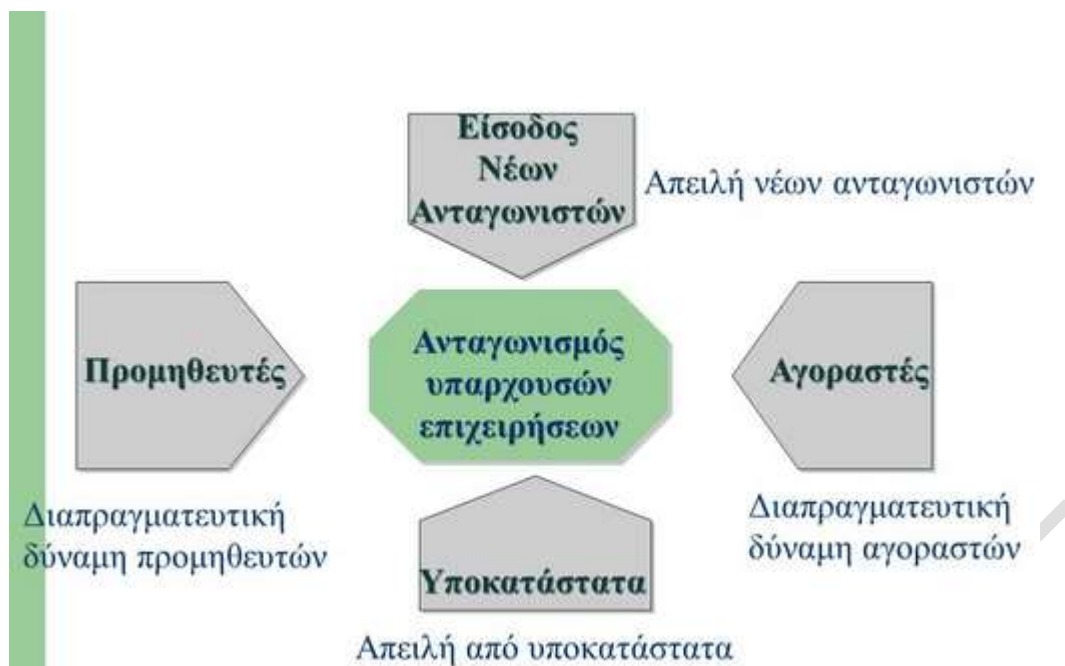 Είσοδος
Νέων
Ανταγωνιστών
Απειλή νέων ανταγωνιστών
Προμηθευτές
Ανταγωνισμός
υπαρχουσών
επιχειρήσεων
Αγοραστές
Διαπραγματευτική
δύναμη προμηθευτών
Διαπραγματευτική
δύναμη αγοραστών
Υποκατάστατα
Απειλή από υποκατάστατα